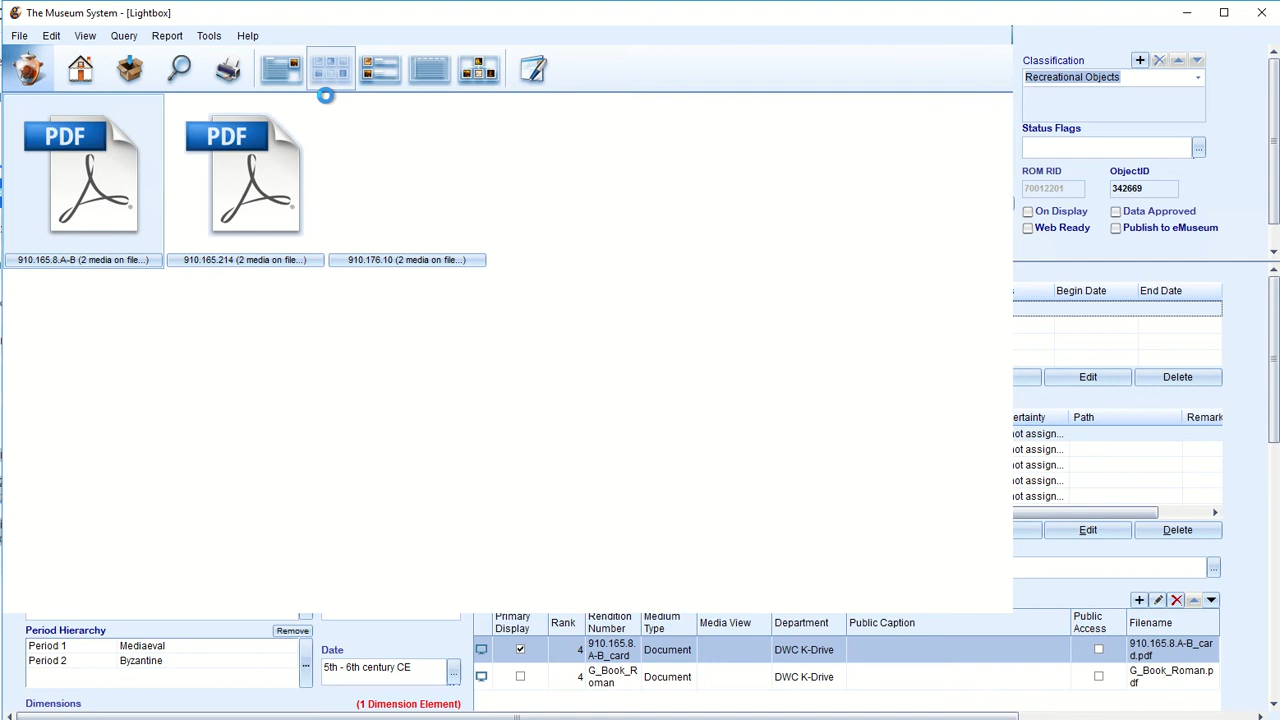 The Museum System - [Lightbox]
File Edit View Query Report Tools Help
Classification
Recreational Objects
PDF PDF
Status Flags
...
ROM RID ObjectID
70012201 342669
On Display Data Approved
Web Ready Publish to eMuseum
910.165.8.A-B (2 media on file...) 910.165.214 (2 media on file...) 910.176.10 (2 media on file...)
Begin Date End Date
Edit Delete
ertainty Path Remark
not assign...
not assign...
not assign...
not assign...
not assign...
Edit Delete
...
Primary Display Rank Rendition Number Medium Type Media View Department Public Caption Public Access Filename
4 910.165.8.A-B_card Document DWC K-Drive 910.165.8.A-B_card.pdf
4 G_Book_Roman Document DWC K-Drive G_Book_Roman.pdf
Period Hierarchy Remove
Period 1 Mediaeval
Period 2 Byzantine
...
Date
5th - 6th century CE ...
Dimensions (1 Dimension Element)